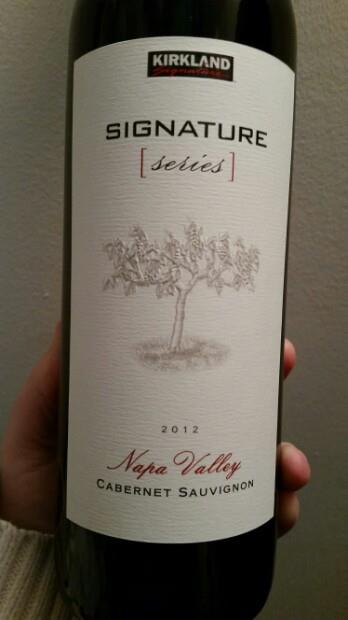 KIRKLAND
Signature
SIGNATURE
[series]
2012
Napa Valley
CABERNET SAUVIGNON